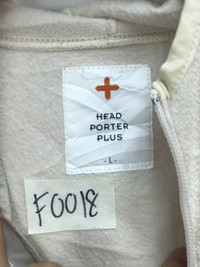 HEAD
PORTER
PLUS
- L -
F0018